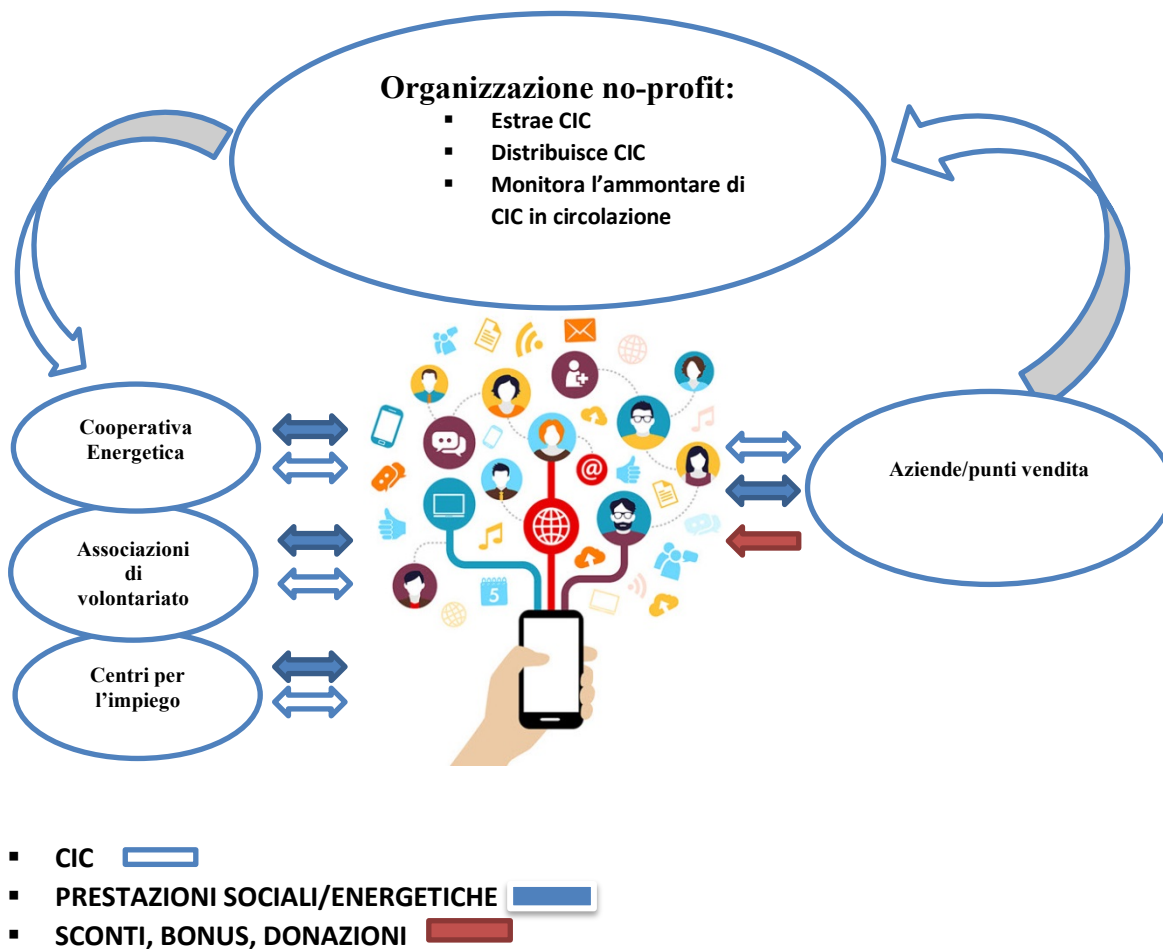 Organizzazione no-profit:
▪ Estrae CIC
▪ Distribuisce CIC
▪ Monitora l’ammontare di
CIC in circolazione
Cooperativa
Energetica
Associazioni
di
volontariato
Centri per
l’impiego
@
5
Aziende/punti vendita
▪ CIC
▪ PRESTAZIONI SOCIALI/ENERGETICHE
▪ SCONTI, BONUS, DONAZIONI